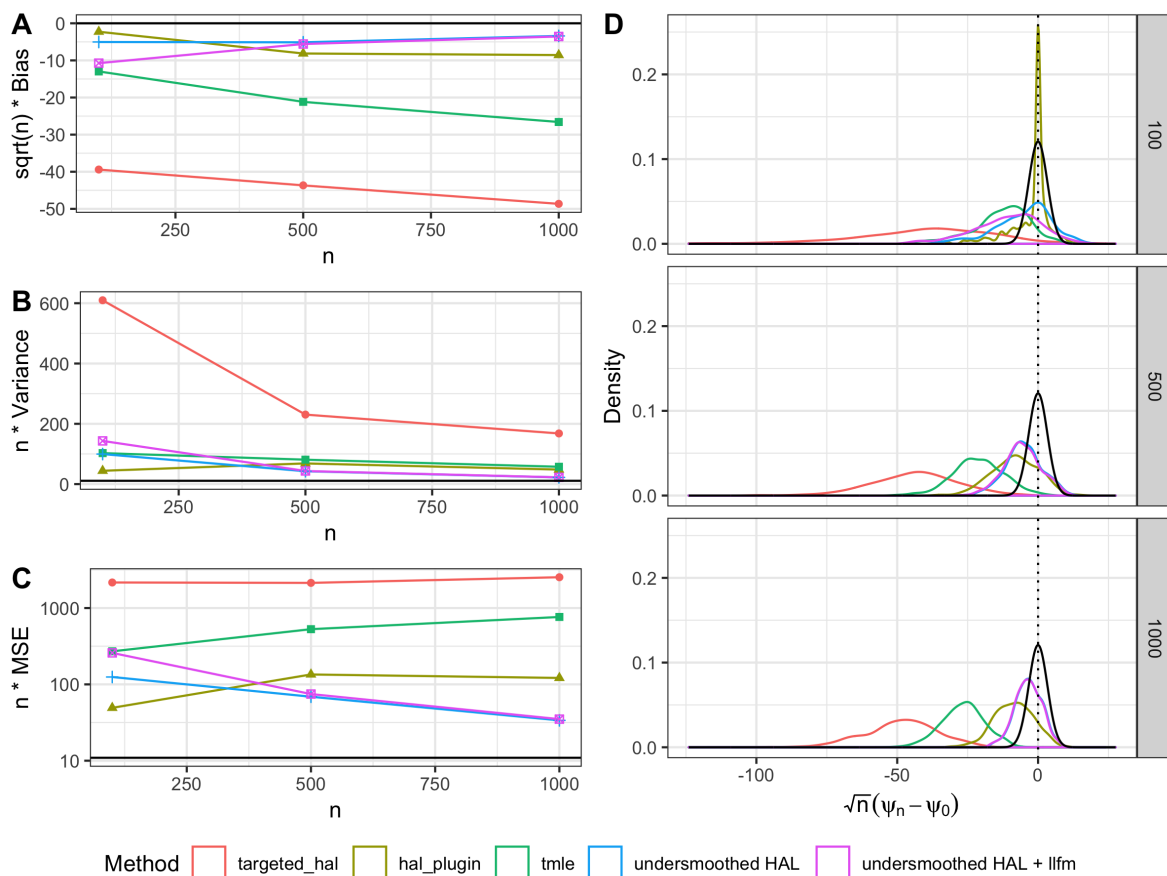 A
0
-10
-20
-30
-40
-50
sqrt(n) * Bias
250
500
750
1000
n
B
600
400
200
0
n * Variance
250
500
750
1000
n
C
1000
100
10
n * MSE
250
500
750
1000
n
D
0.2
0.1
0.0
100
0.2
0.1
0.0
500
0.2
0.1
0.0
1000
Density
-100
-50
0
√n(ψn − ψ0)
Method
targeted_hal
hal_plugin
tmle
undersmoothed HAL
undersmoothed HAL + llfm